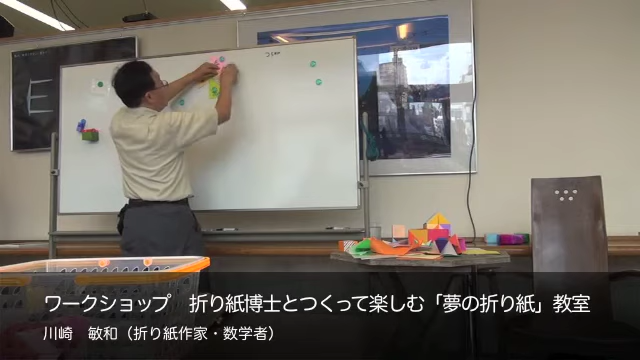 ワークショップ　折り紙博士とつくって楽しむ「夢の折り紙」教室
川崎　敏和（折り紙作家・数学者）